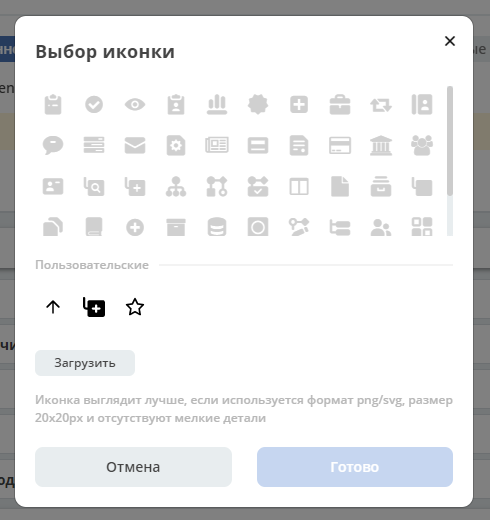 Выбор иконки
Пользовательские
Загрузить
Иконка выглядит лучше, если используется формат png/svg, размер
20x20px и отсутствуют мелкие детали
Отмена
Готово